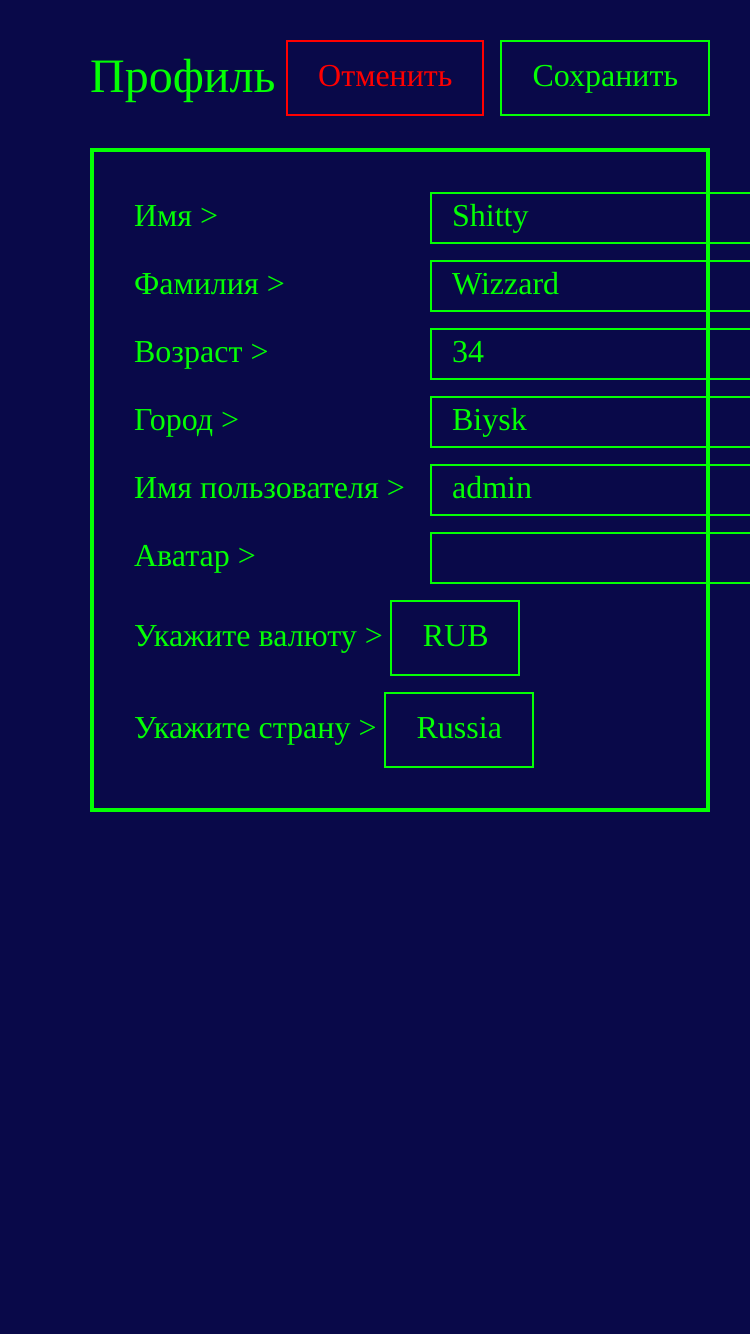 Профиль Отменить Сохранить
Имя > Shitty
Фамилия > Wizzard
Возраст > 34
Город > Biysk
Имя пользователя > admin
Аватар >
Укажите валюту > RUB
Укажите страну > Russia